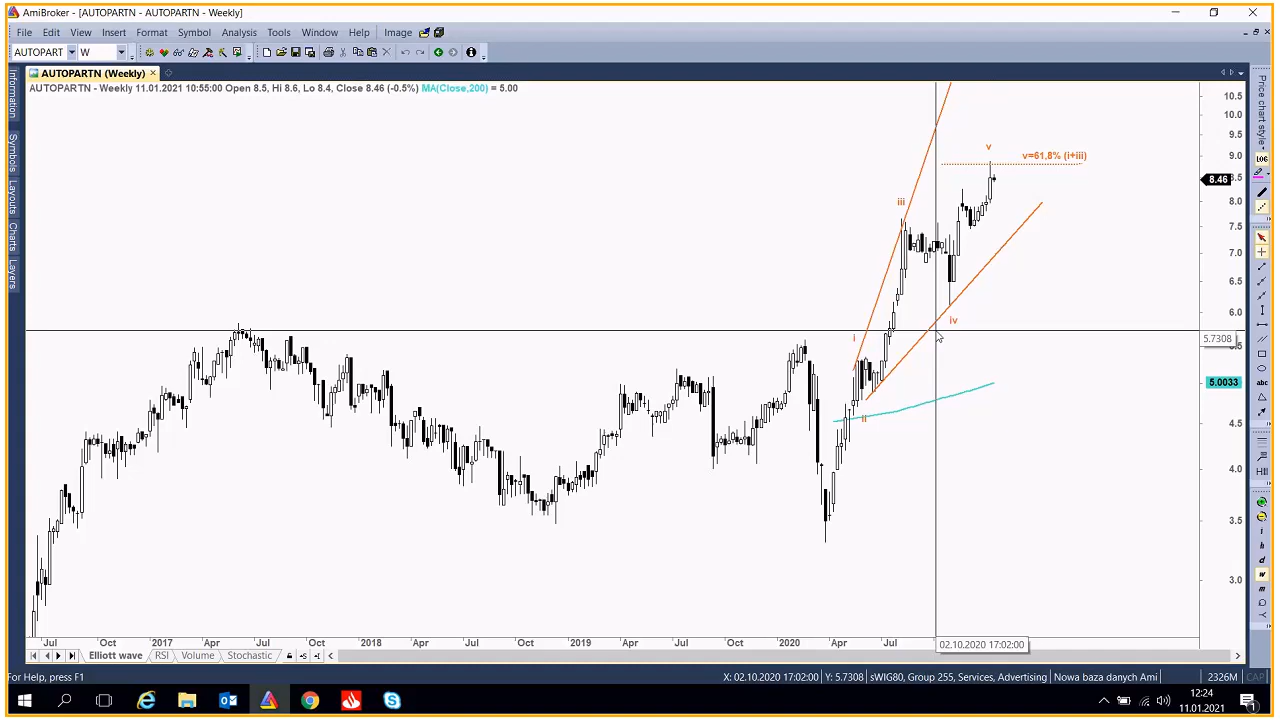 AmiBroker - [AUTOPARTN - AUTOPARTN - Weekly]
File Edit View Insert Format Symbol Analysis Tools Window Help Image
AUTOPART W
AUTOPARTN (Weekly)
AUTOPARTN - Weekly 11.01.2021 10:55:00 Open 8.5, Hi 8.6, Lo 8.4, Close 8.46 (-0.5%) MA(Close,200) = 5.00
Information
Symbols
Layouts
Charts
Layers
Price chart style
LOG
abc
10.5
10.0
9.5
9.0
8.46
8.0
7.5
7.0
6.5
6.0
5.7308
5.0033
4.5
4.0
3.5
3.0
v
v=61,8% (i+iii)
iii
iv
i
ii
Jul Oct 2017 Apr Jul Oct 2018 Apr Jul Oct 2019 Apr Jul Oct 2020 Apr Jul
02.10.2020 17:02:00
Elliott wave RSI Volume Stochastic
For Help, press F1
X: 02.10.2020 17:02:00 Y: 5.7308 sWIG80, Group 255, Services, Advertising Nowa baza danych Ami 2326M CAP
12:24
11.01.2021